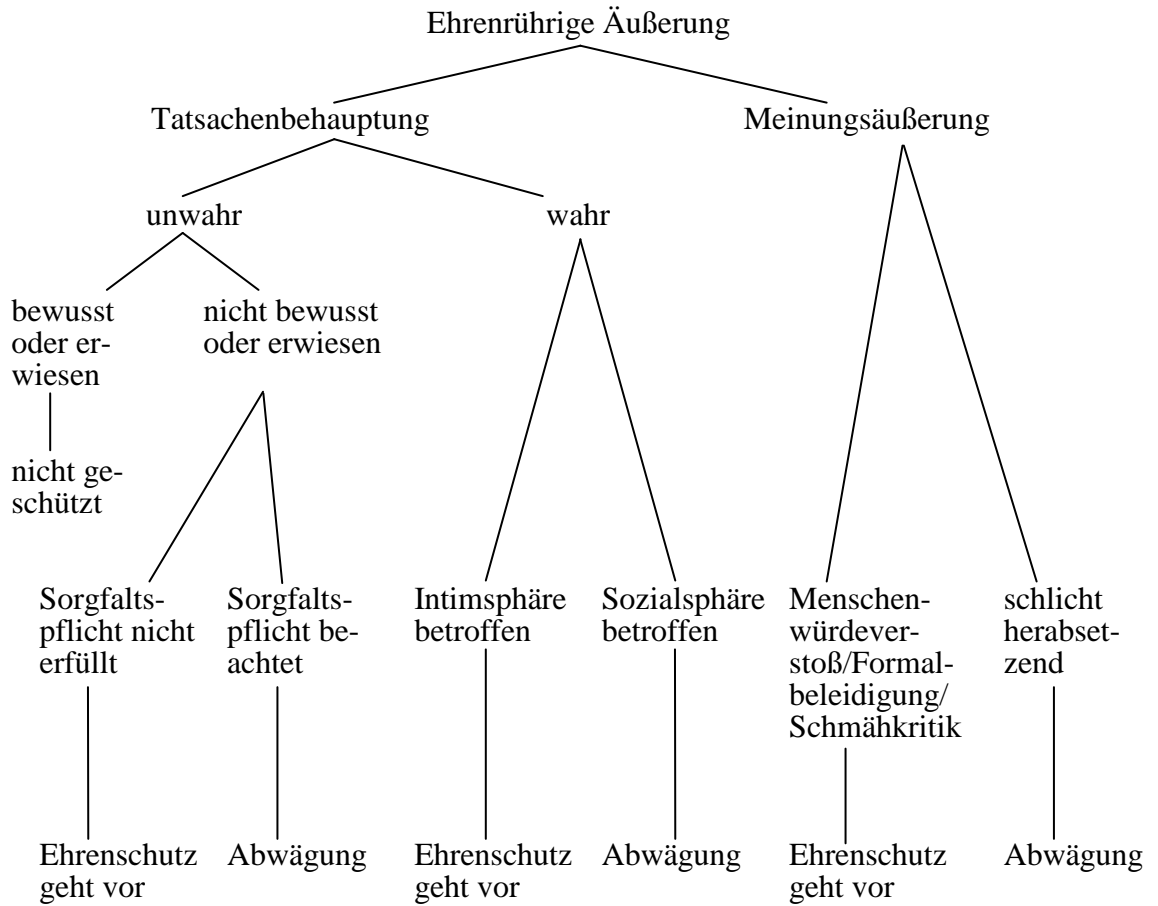 Ehrenrührige Äußerung
Tatsachenbehauptung
Meinungsäußerung
unwahr
wahr
bewusst
oder er-
wiesen
nicht bewusst
oder erwiesen
nicht ge-
schützt
Sorgfalts-
pflicht nicht
erfüllt
Sorgfalts-
pflicht be-
achtet
Intimsphäre
betroffen
Sozialsphäre
betroffen
Menschen-
würdever-
stoß/Formal-
beleidigung/
Schmähkritik
schlicht
herabset-
zend
Ehrenschutz
geht vor
Abwägung
Ehrenschutz
geht vor
Abwägung
Ehrenschutz
geht vor
Abwägung